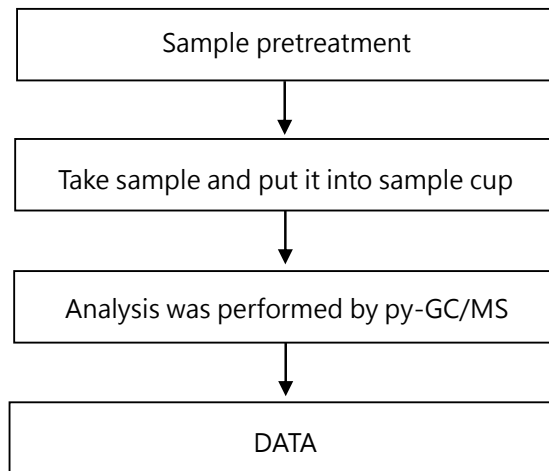 Sample pretreatment
Take sample and put it into sample cup
Analysis was performed by py-GC/MS
DATA